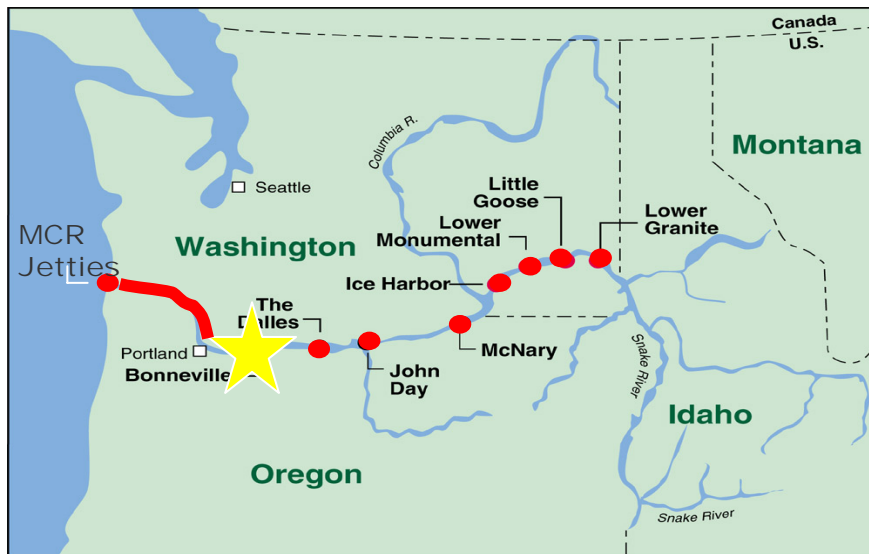 Canada
U.S.
Columbia R.
Montana
Seattle
Little
Goose
Lower
Granite
Lower
Monumental
MCR
Jetties
Washington
Ice Harbor
The
Dalles
Portland
Bonneville
McNary
John
Day
Snake River
Idaho
Oregon
Snake River